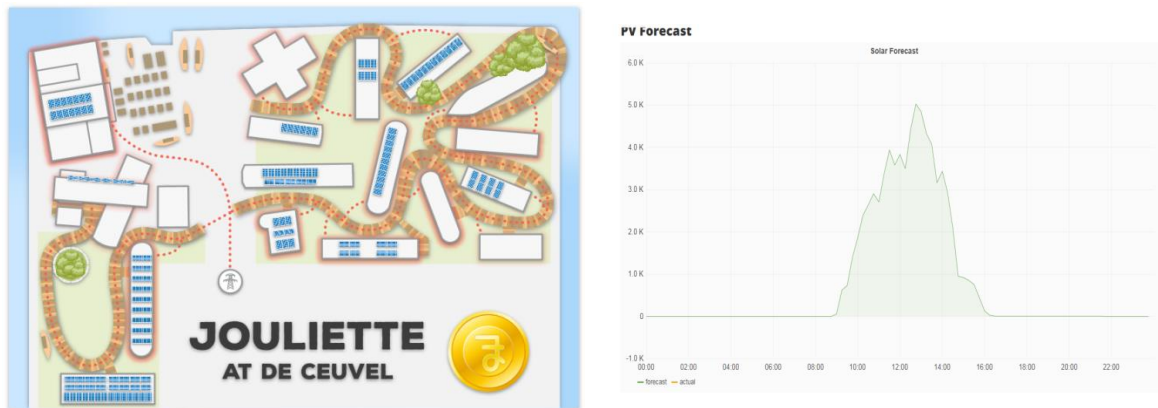 JOULIETTE
AT DE CEUVEL
PV Forecast
Solar Forecast
6.0 K
5.0 K
4.0 K
3.0 K
2.0 K
1.0 K
0
-1.0 K
00:00 02:00 04:00 06:00 08:00 10:00 12:00 14:00 16:00 18:00 20:00 22:00
forecast actual